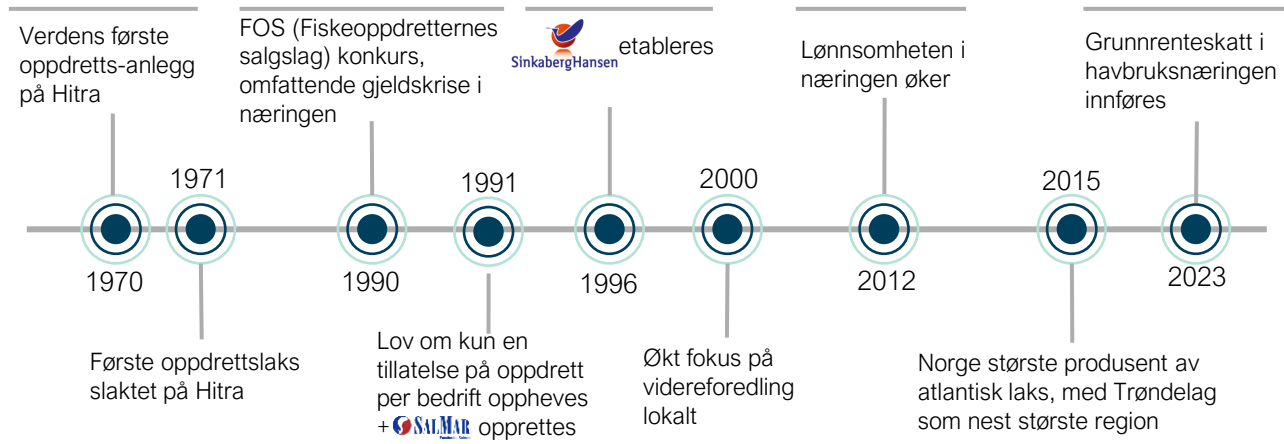 Verdens første
oppdretts-anlegg
på Hitra
1970
1971
Første oppdrettslaks
slaktet på Hitra
FOS (Fiskeoppdretternes
salgslag) konkurs,
omfattende gjeldskrise i
næringen
1990
1991
Lov om kun en
tillatelse på oppdrett
per bedrift oppheves
+ SALMAR opprettes
SinkabergHansen etableres
1996
2000
Økt fokus på
videreforedling
lokalt
Lønnsomheten i
næringen øker
2012
2015
Norge største produsent av
atlantisk laks, med Trøndelag
som nest største region
Grunnrenteskatt i
havbruksnæringen
innføres
2023